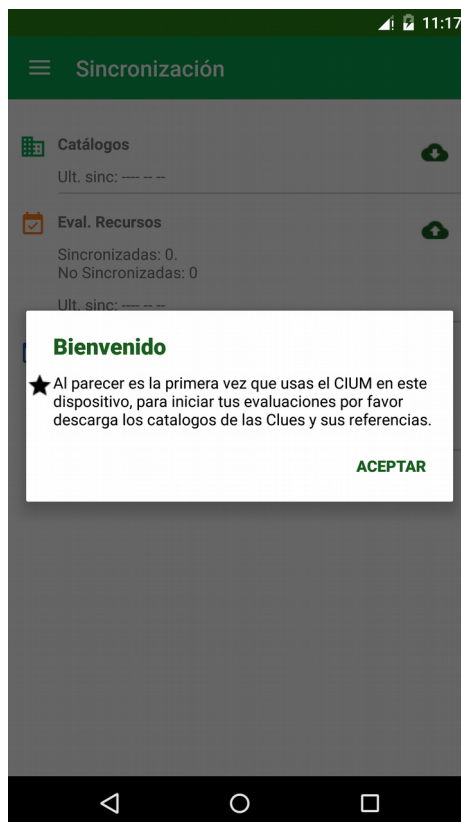 11:17
Sincronización
Catálogos
Ult. sinc: ---- -- --
Eval. Recursos
Sincronizadas: 0.
No Sincronizadas: 0
Ult. sinc: ---- -- --
Bienvenido
Al parecer es la primera vez que usas el CIUM en este
dispositivo, para iniciar tus evaluaciones por favor
descarga los catalogos de las Clues y sus referencias.
ACEPTAR